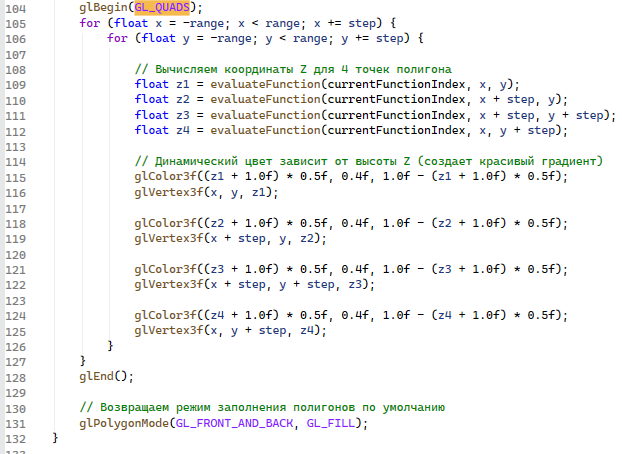 104 glBegin(GL_QUADS);
105 for (float x = -range; x < range; x += step) {
106 for (float y = -range; y < range; y += step) {
107
108 // Вычисляем координаты Z для 4 точек полигона
109 float z1 = evaluateFunction(currentFunctionIndex, x, y);
110 float z2 = evaluateFunction(currentFunctionIndex, x + step, y);
111 float z3 = evaluateFunction(currentFunctionIndex, x + step, y + step);
112 float z4 = evaluateFunction(currentFunctionIndex, x, y + step);
113
114 // Динамический цвет зависит от высоты Z (создает красивый градиент)
115 glColor3f((z1 + 1.0f) * 0.5f, 0.4f, 1.0f - (z1 + 1.0f) * 0.5f);
116 glVertex3f(x, y, z1);
117
118 glColor3f((z2 + 1.0f) * 0.5f, 0.4f, 1.0f - (z2 + 1.0f) * 0.5f);
119 glVertex3f(x + step, y, z2);
120
121 glColor3f((z3 + 1.0f) * 0.5f, 0.4f, 1.0f - (z3 + 1.0f) * 0.5f);
122 glVertex3f(x + step, y + step, z3);
123
124 glColor3f((z4 + 1.0f) * 0.5f, 0.4f, 1.0f - (z4 + 1.0f) * 0.5f);
125 glVertex3f(x, y + step, z4);
126 }
127 }
128 glEnd();
129
130 // Возвращаем режим заполнения полигонов по умолчанию
131 glPolygonMode(GL_FRONT_AND_BACK, GL_FILL);
132 }